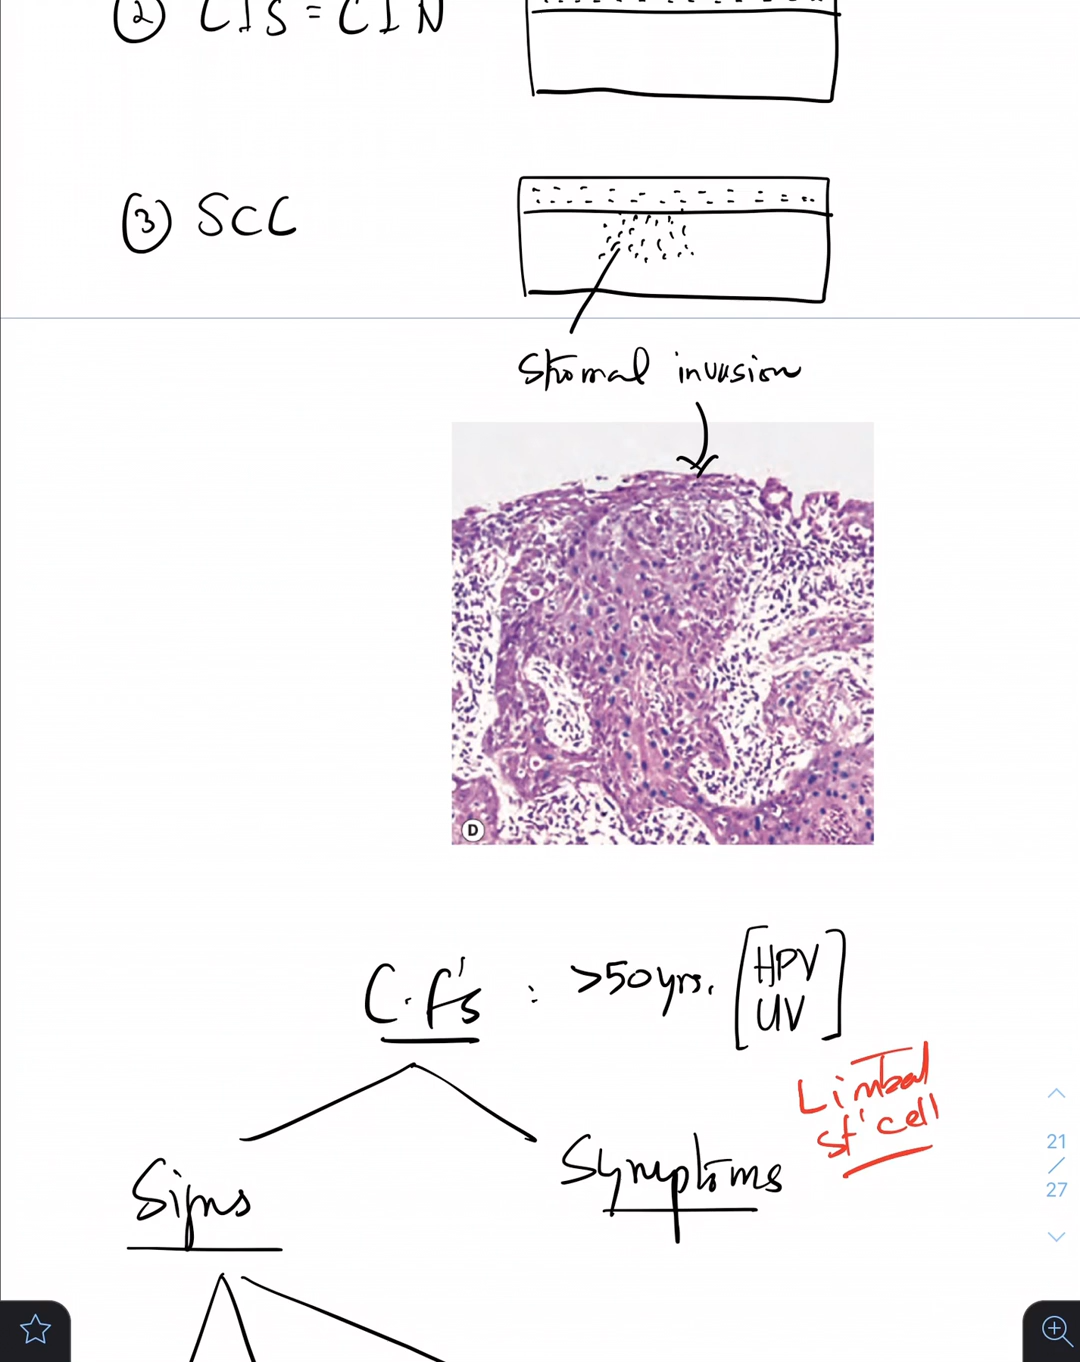 ② CIS = CIN
③ SCC
Stromal invasion
D
C.f's : >50yrs. [HPV
UV]
Limbal
st' cell
Signs
Symptoms
21
/
27